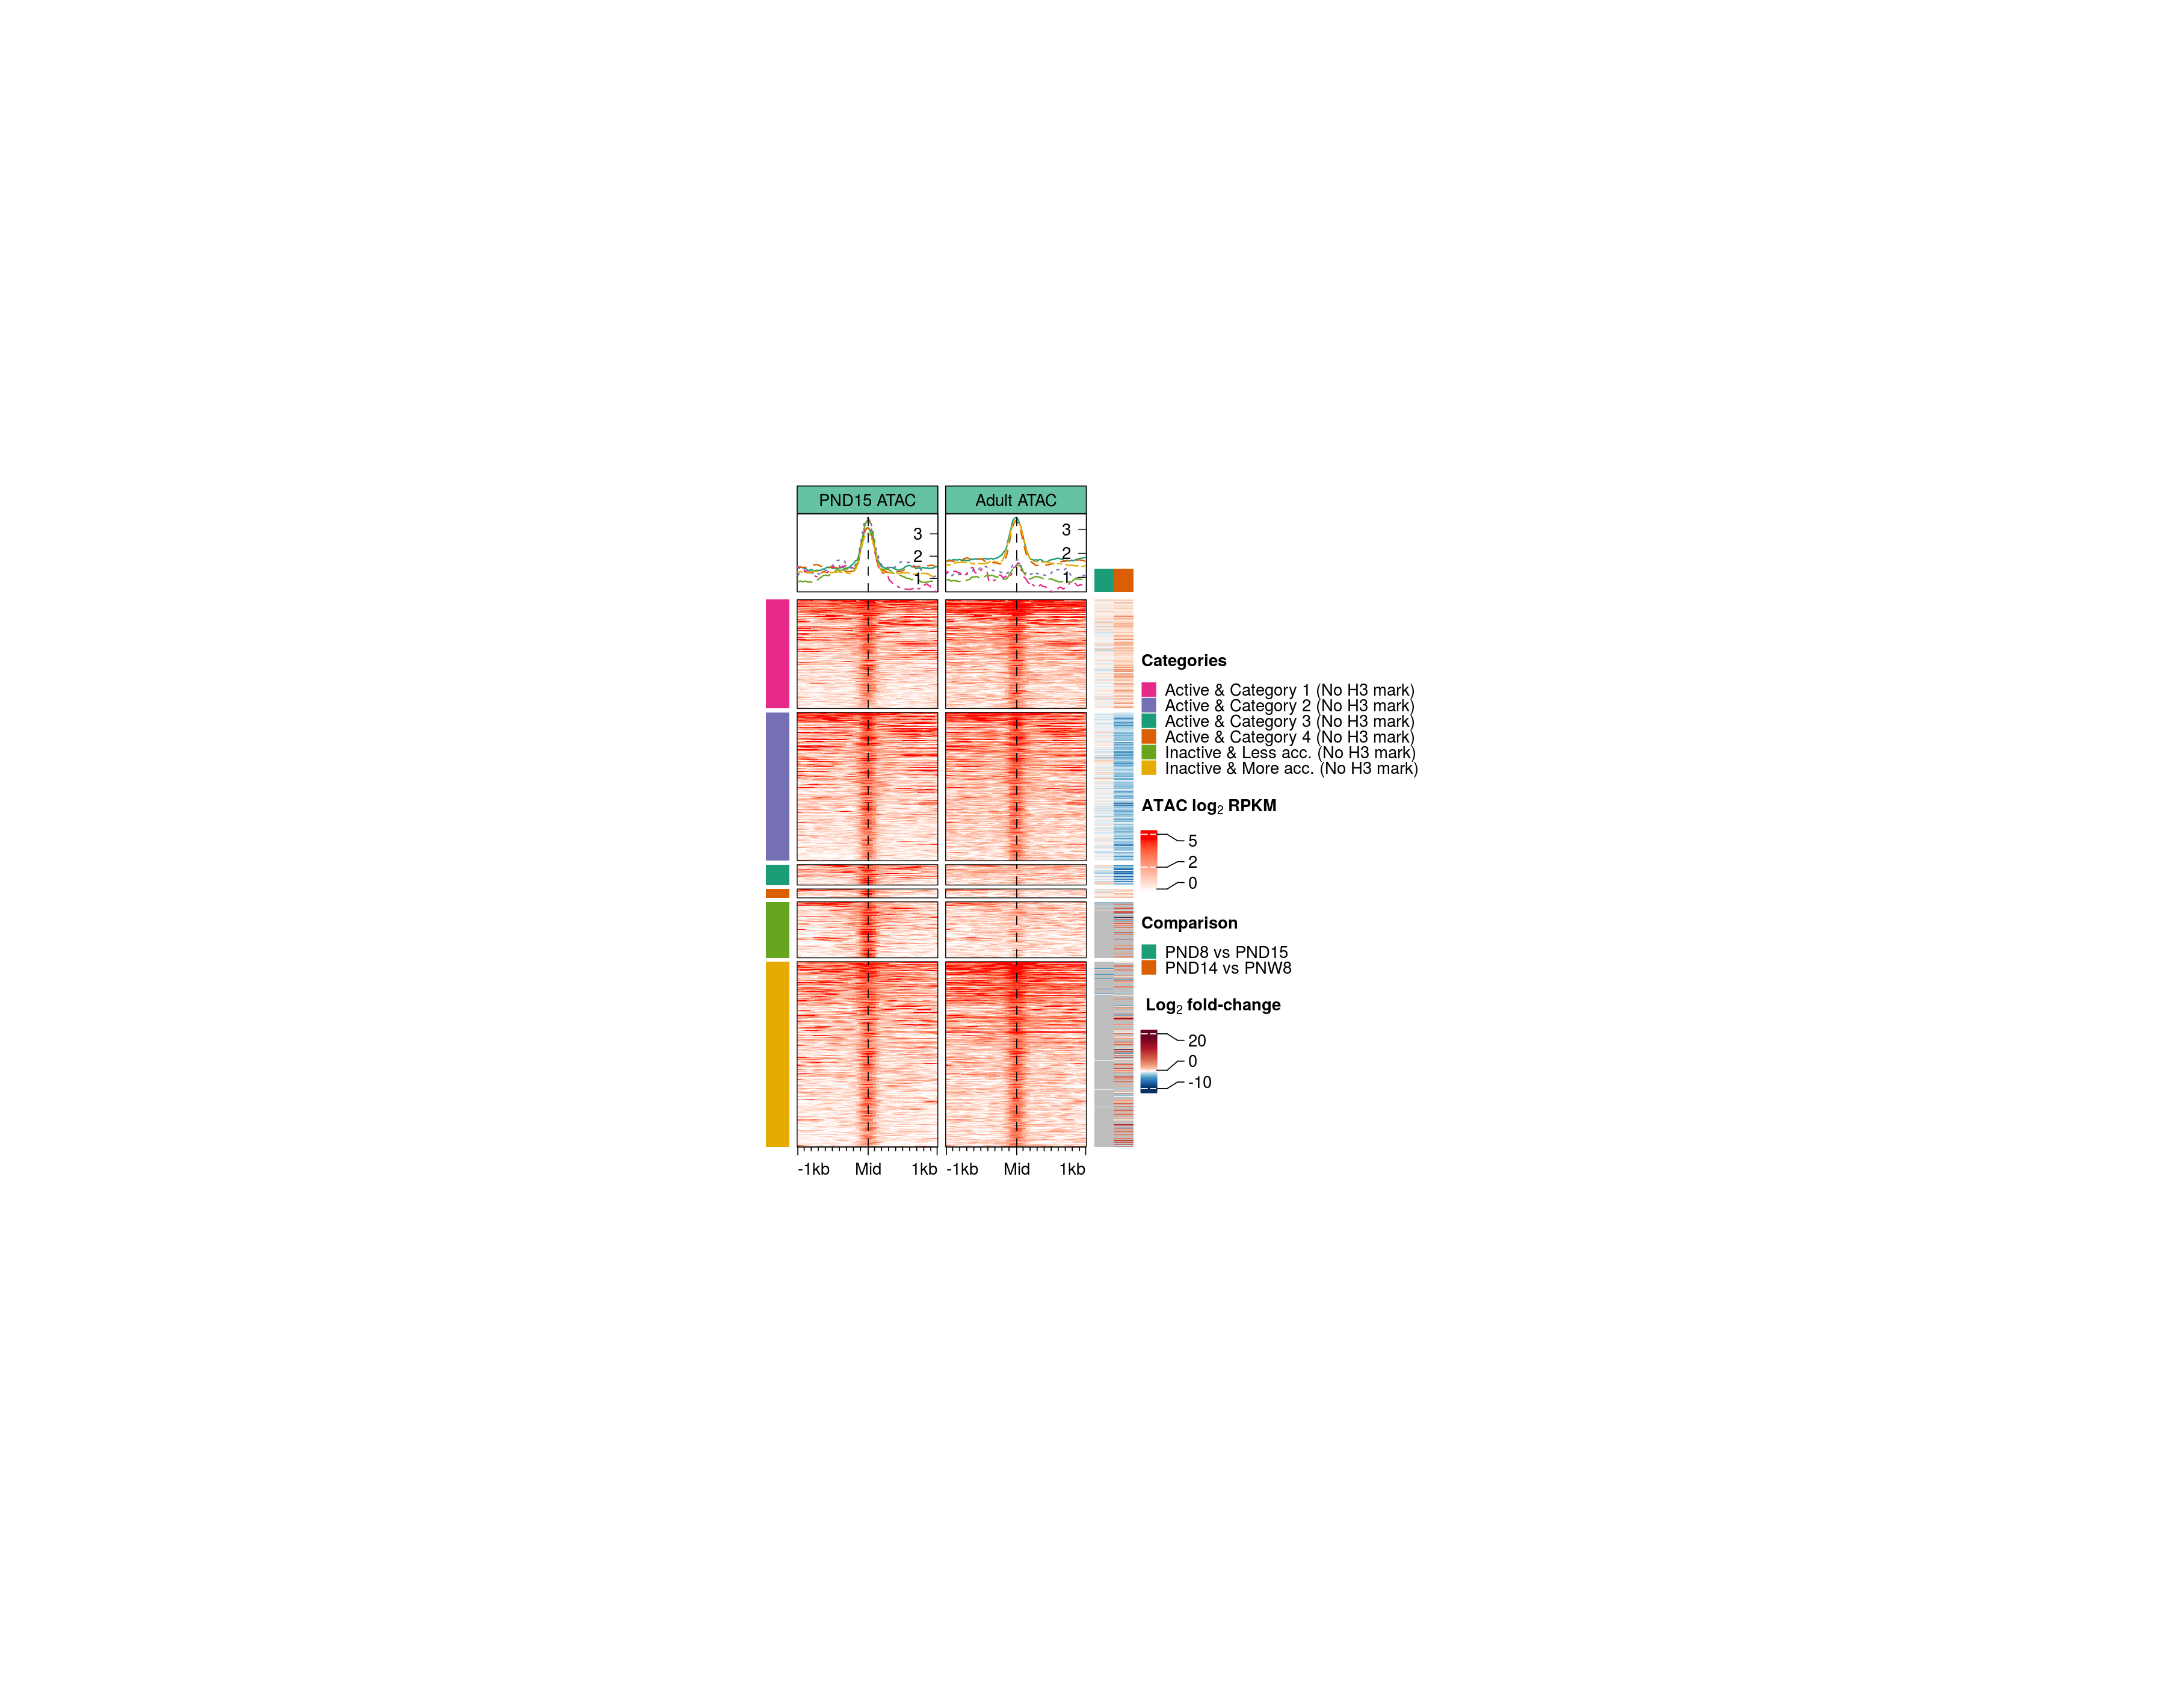 PND15 ATAC
Adult ATAC
3
2
1
3
2
1
Categories
Active & Category 1 (No H3 mark)
Active & Category 2 (No H3 mark)
Active & Category 3 (No H3 mark)
Active & Category 4 (No H3 mark)
Inactive & Less acc. (No H3 mark)
Inactive & More acc. (No H3 mark)
ATAC log2 RPKM
5
2
0
Comparison
PND8 vs PND15
PND14 vs PNW8
Log2 fold-change
20
0
-10
-1kb Mid 1kb
-1kb Mid 1kb